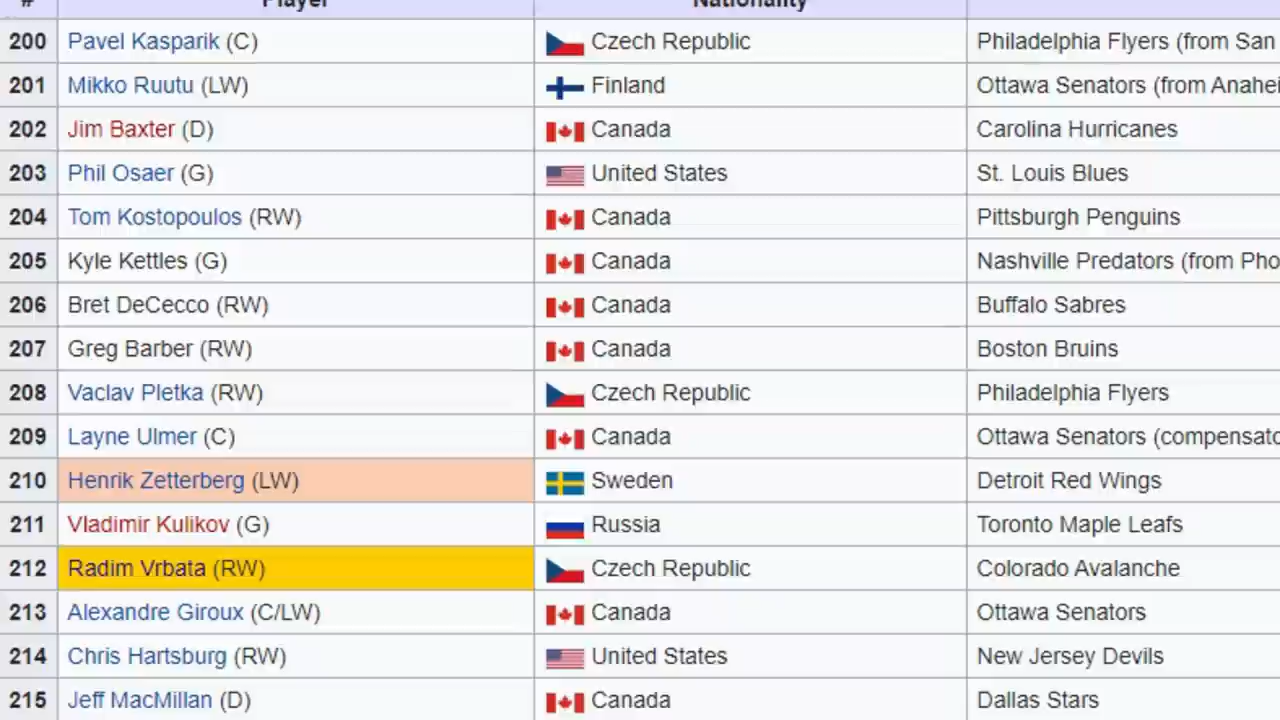 # Player Nationality
200 Pavel Kasparik (C) Czech Republic Philadelphia Flyers (from San
201 Mikko Ruutu (LW) Finland Ottawa Senators (from Anahei
202 Jim Baxter (D) Canada Carolina Hurricanes
203 Phil Osaer (G) United States St. Louis Blues
204 Tom Kostopoulos (RW) Canada Pittsburgh Penguins
205 Kyle Kettles (G) Canada Nashville Predators (from Pho
206 Bret DeCecco (RW) Canada Buffalo Sabres
207 Greg Barber (RW) Canada Boston Bruins
208 Vaclav Pletka (RW) Czech Republic Philadelphia Flyers
209 Layne Ulmer (C) Canada Ottawa Senators (compensato
210 Henrik Zetterberg (LW) Sweden Detroit Red Wings
211 Vladimir Kulikov (G) Russia Toronto Maple Leafs
212 Radim Vrbata (RW) Czech Republic Colorado Avalanche
213 Alexandre Giroux (C/LW) Canada Ottawa Senators
214 Chris Hartsburg (RW) United States New Jersey Devils
215 Jeff MacMillan (D) Canada Dallas Stars